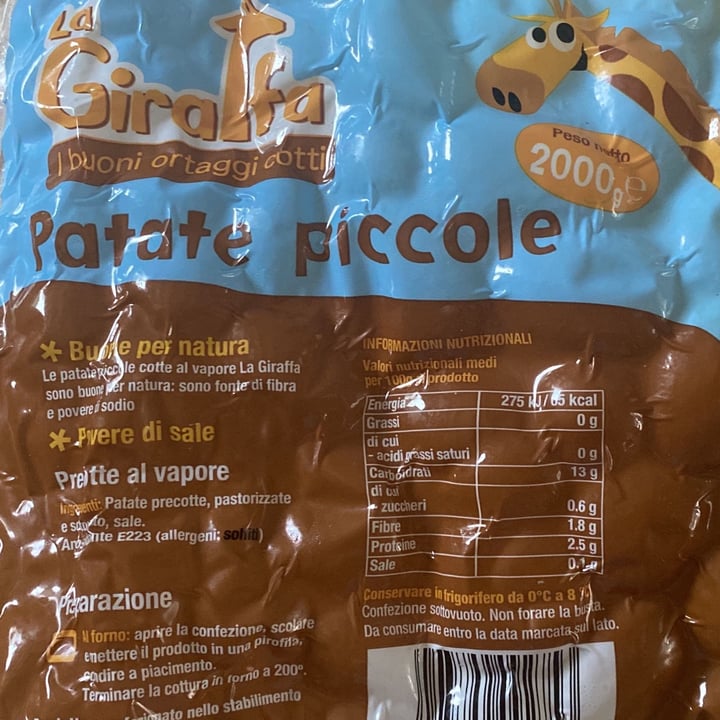 La
Giraffa
I buoni ortaggi cotti
Peso netto
2000g e
Patate piccole
* Buone per natura
Le patate piccole cotte al vapore La Giraffa
sono buone per natura: sono fonte di fibra
e povere di sodio
* Povere di sale
Precotte al vapore
Ingredienti: Patate precotte, pastorizzate
e sale.
E223 (allergeni: solfiti)
Preparazione
Al forno: aprire la confezione, scolare
e mettere il prodotto in una pirofila,
condire a piacimento.
Terminare la cottura in forno a 200°.
nello stabilimento
INFORMAZIONI NUTRIZIONALI
Valori nutrizionali medi
per 100g prodotto
Energia 275 kJ/65 kcal
Grassi 0 g
di cui
- acidi grassi saturi 0 g
Carboidrati 13 g
di cui
- zuccheri 0.6 g
Fibre 1.8 g
Proteine 2.5 g
Sale 0.1 g
Conservare in frigorifero da 0°C a 8
Confezione sottovuoto. Non forare la busta.
Da consumare entro la data marcata sul lato.